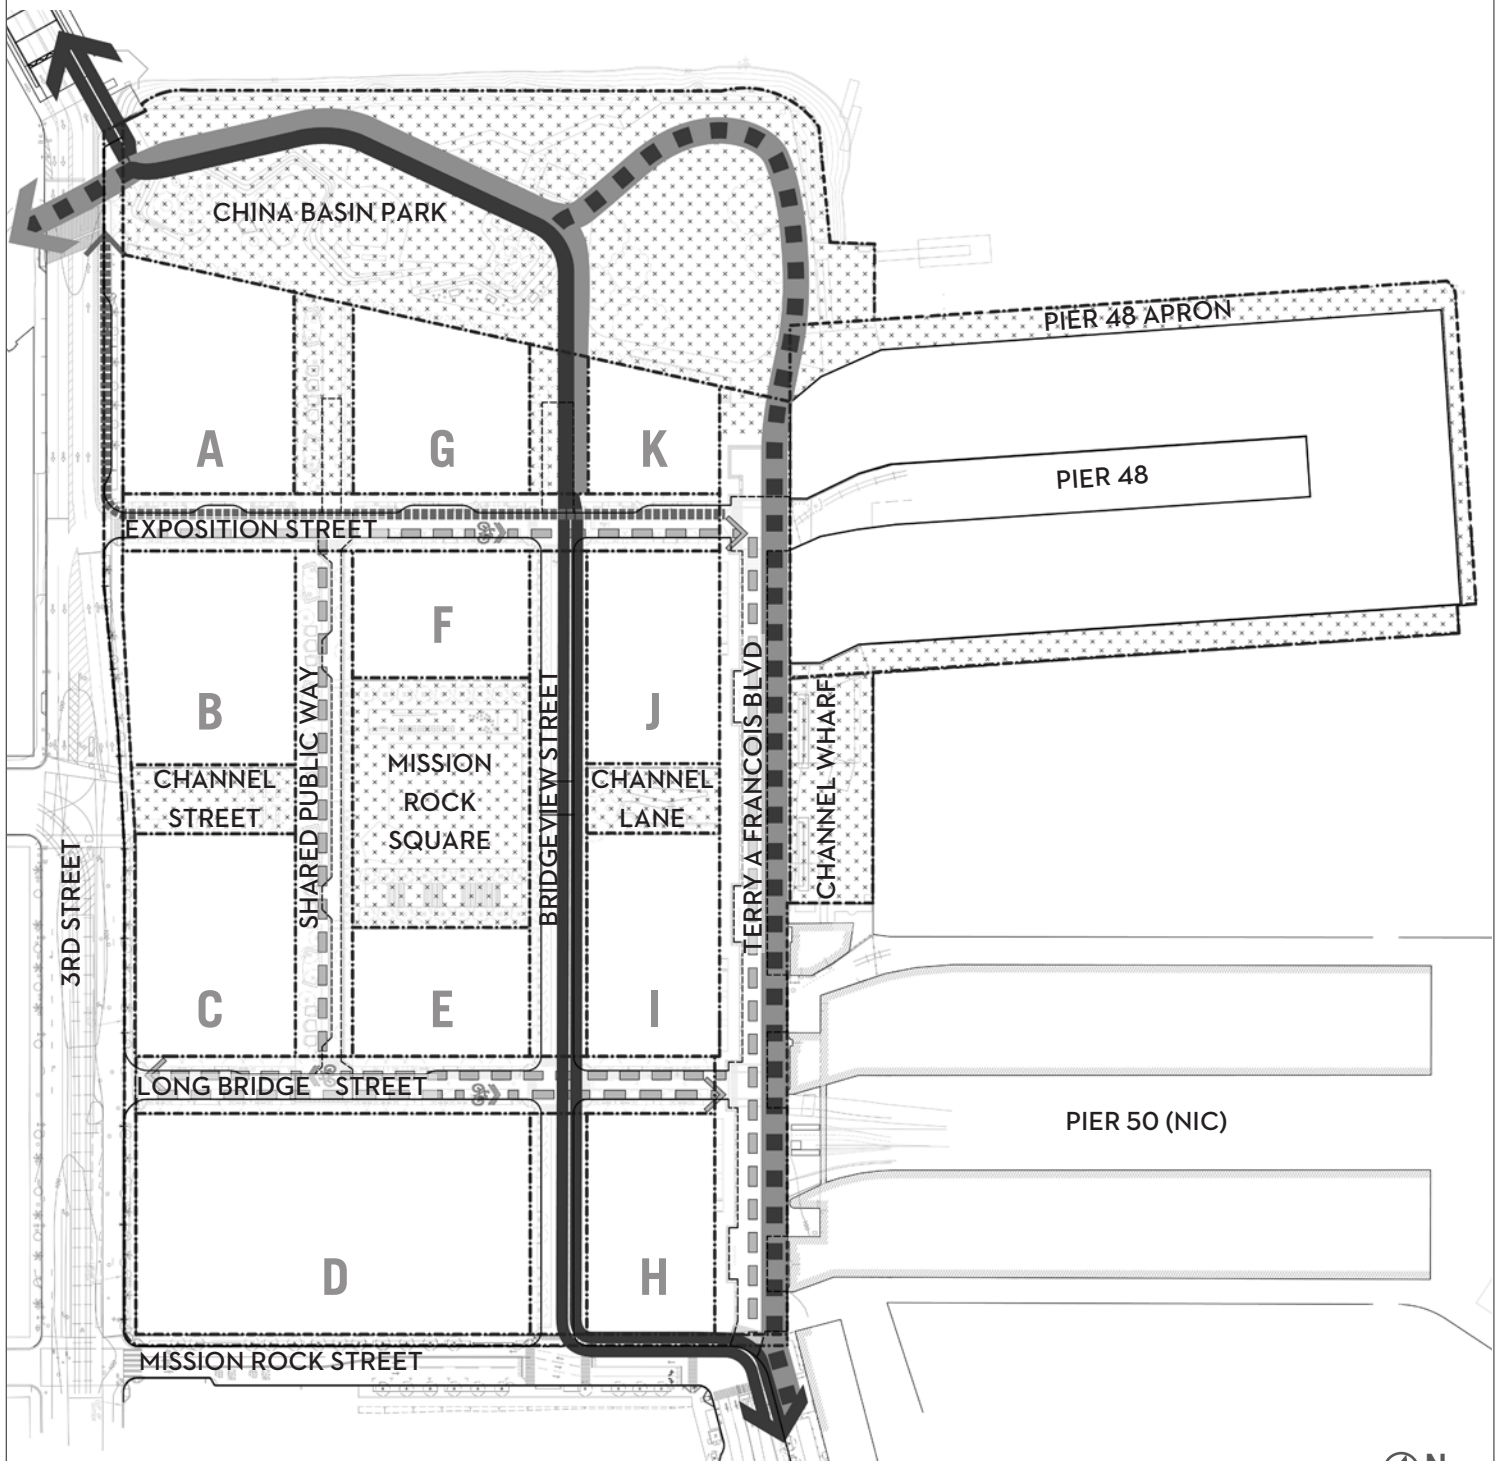 CHINA BASIN PARK
PIER 48 APRON
A
G
K
PIER 48
EXPOSITION STREET
F
B
J
SHARED PUBLIC WAY
BRIDGEVIEW STREET
TERRY A FRANCOIS BLVD
CHANNEL WHARF
MISSION
ROCK
SQUARE
CHANNEL
STREET
CHANNEL
LANE
3RD STREET
C
E
I
LONG BRIDGE STREET
PIER 50 (NIC)
D
H
MISSION ROCK STREET
N